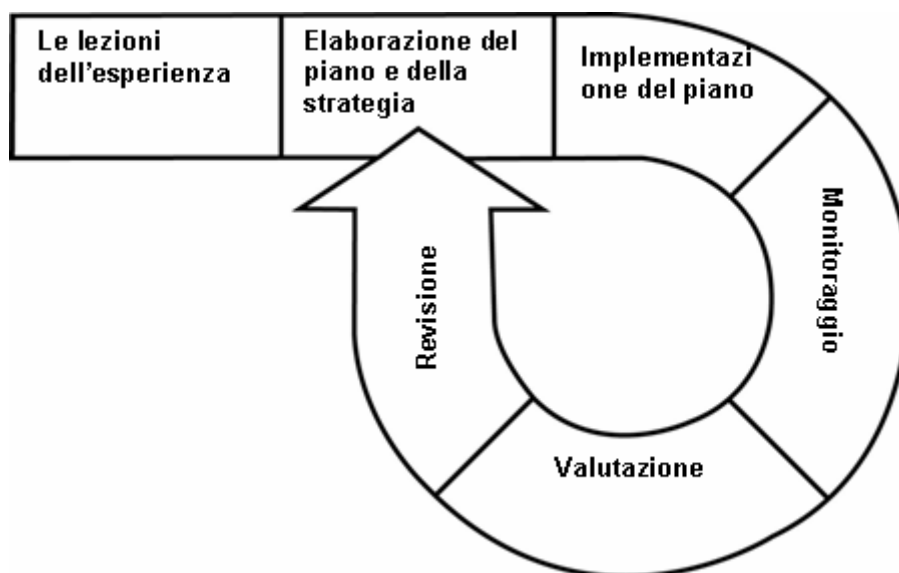 Le lezioni
dell'esperienza
Elaborazione del
piano e della
strategia
Implementazi
one del piano
Monitoraggio
Valutazione
Revisione